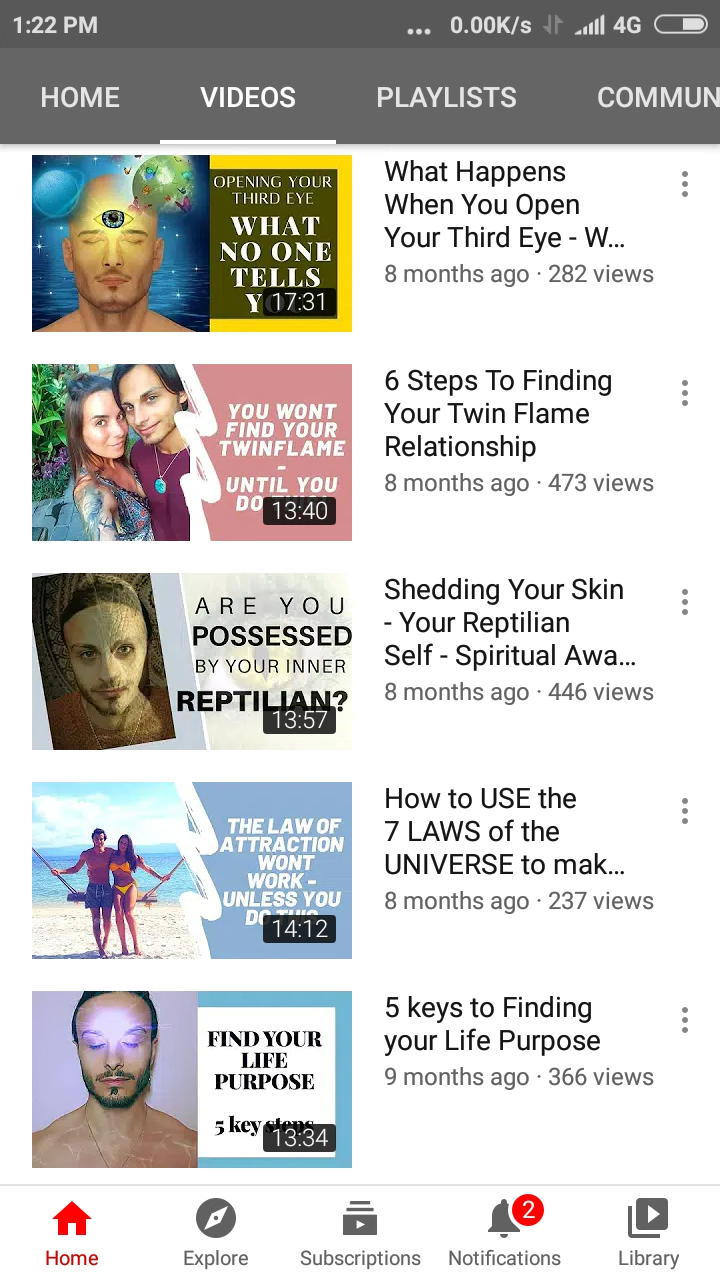 1:22 PM
... 0.00K/s 4G
HOME VIDEOS PLAYLISTS COMMUN
OPENING YOUR
THIRD EYE
WHAT
NO ONE
TELLS
17:31
What Happens
When You Open
Your Third Eye - W...
8 months ago · 282 views
YOU WONT
FIND YOUR
TWINFLAME
-
UNTIL YOU
DO
13:40
6 Steps To Finding
Your Twin Flame
Relationship
8 months ago · 473 views
ARE YOU
POSSESSED
BY YOUR INNER
REPTILIAN?
13:57
Shedding Your Skin
- Your Reptilian
Self - Spiritual Awa...
8 months ago · 446 views
THE LAW OF
ATTRACTION
WONT
WORK -
UNLESS YOU
DO THIS
14:12
How to USE the
7 LAWS of the
UNIVERSE to mak...
8 months ago · 237 views
FIND YOUR
LIFE
PURPOSE
5 key steps
13:34
5 keys to Finding
your Life Purpose
9 months ago · 366 views
2
Home Explore Subscriptions Notifications Library